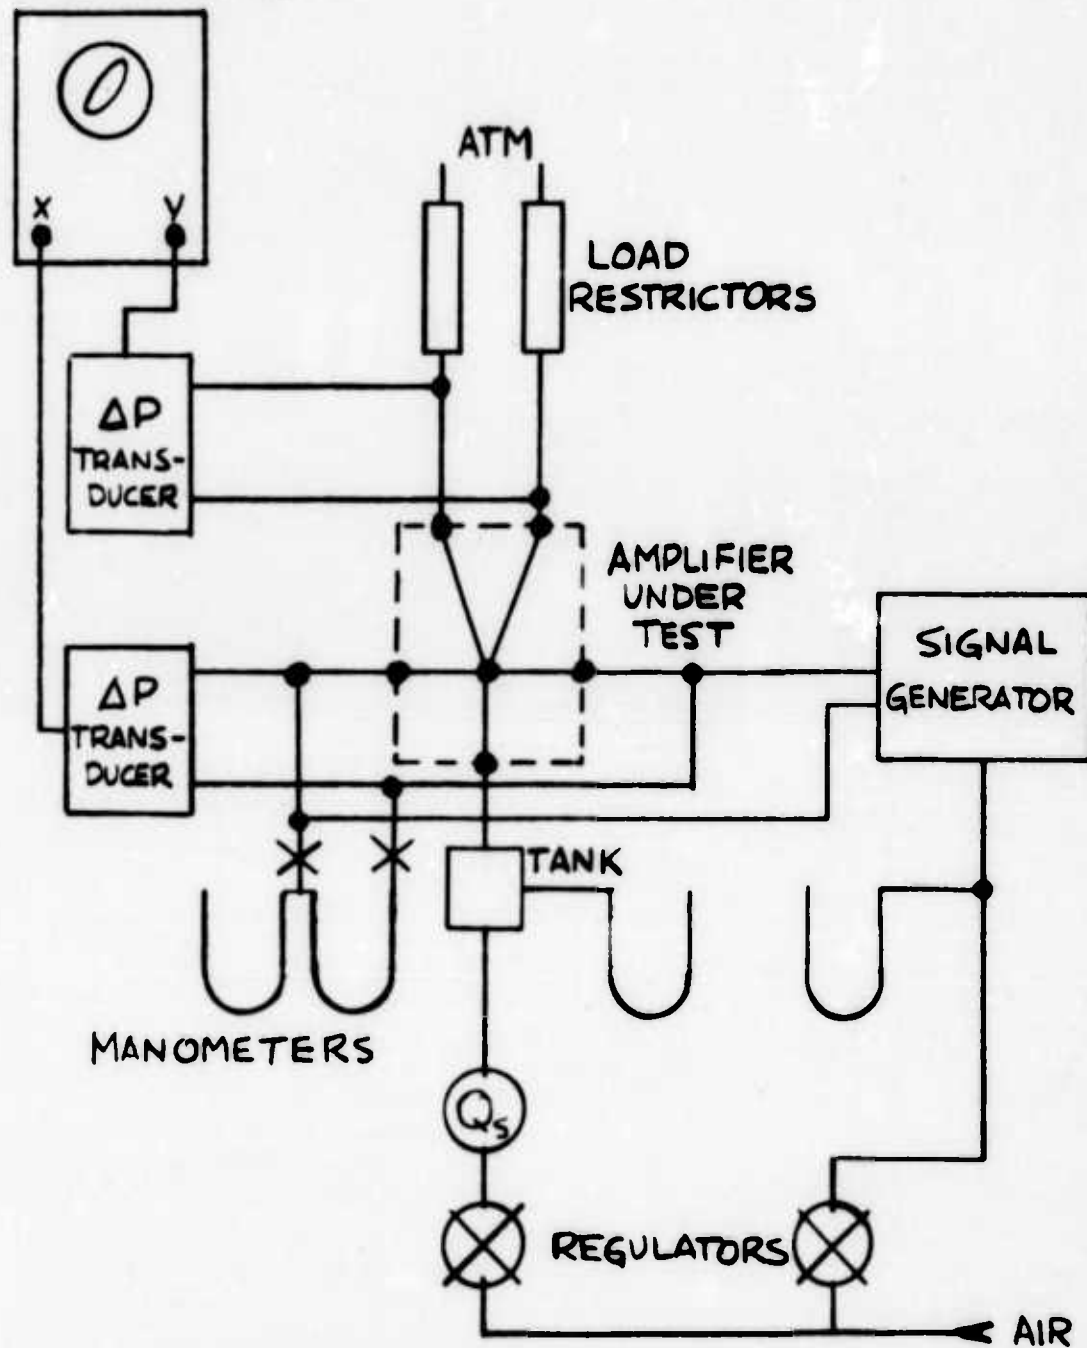 X Y
ATM
LOAD
RESTRICTORS
ΔP
TRANS-
DUCER
AMPLIFIER
UNDER
TEST
SIGNAL
GENERATOR
ΔP
TRANS-
DUCER
TANK
MANOMETERS
Qs
REGULATORS
AIR